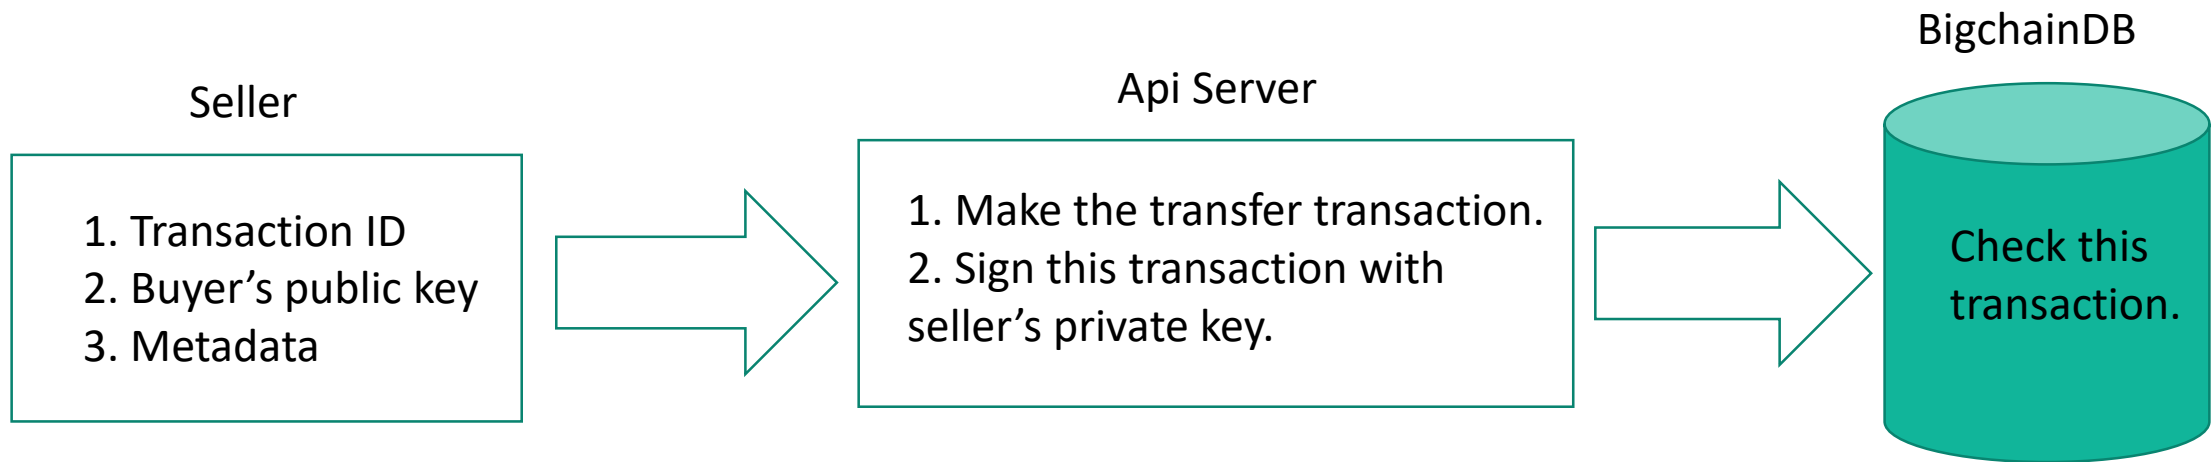 Seller
1. Transaction ID
2. Buyer’s public key
3. Metadata
Api Server
1. Make the transfer transaction.
2. Sign this transaction with
seller’s private key.
BigchainDB
Check this
transaction.